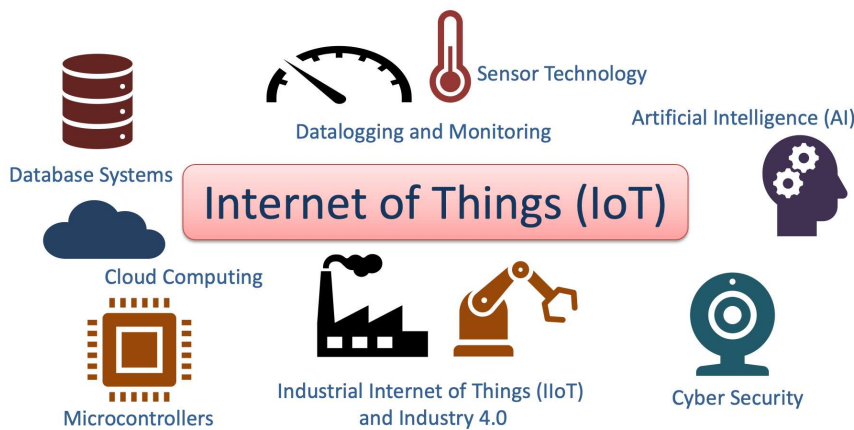 Sensor Technology
Datalogging and Monitoring
Artificial Intelligence (AI)
Database Systems
Internet of Things (IoT)
Cloud Computing
Industrial Internet of Things (IIoT)
and Industry 4.0
Cyber Security
Microcontrollers